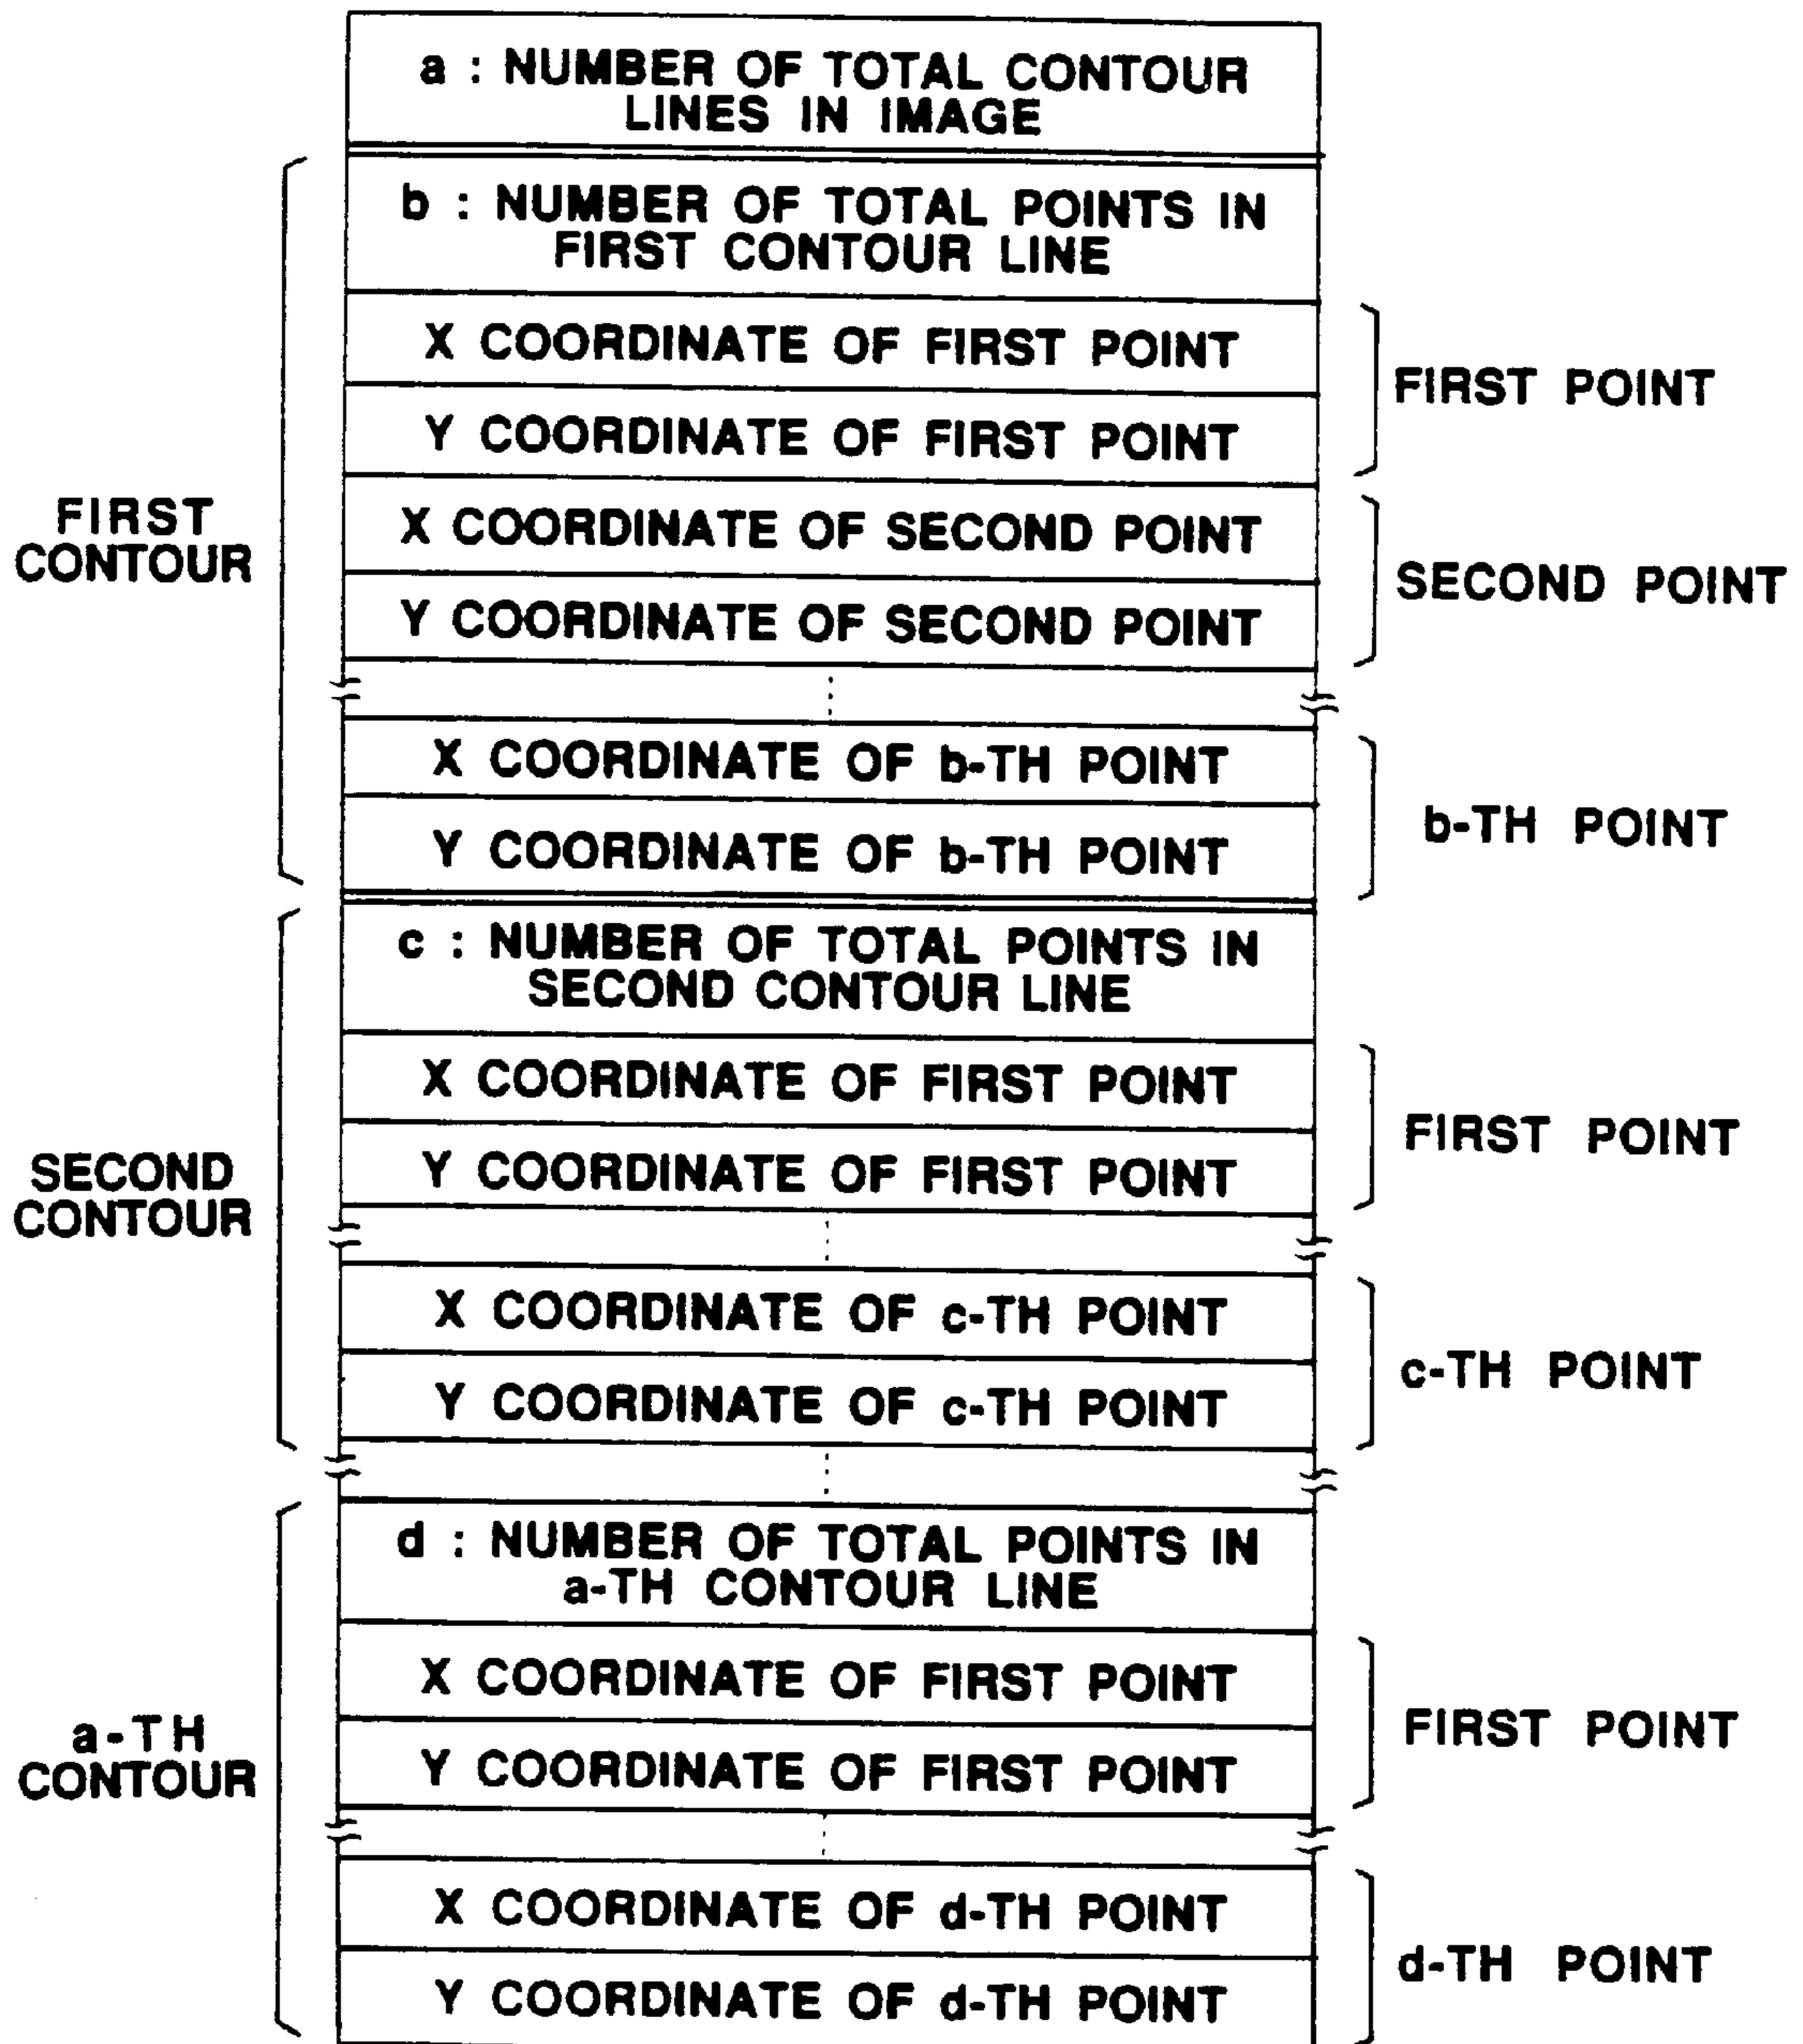 a : NUMBER OF TOTAL CONTOUR
LINES IN IMAGE
b : NUMBER OF TOTAL POINTS IN
FIRST CONTOUR LINE
X COORDINATE OF FIRST POINT
Y COORDINATE OF FIRST POINT
FIRST POINT
X COORDINATE OF SECOND POINT
Y COORDINATE OF SECOND POINT
SECOND POINT
FIRST
CONTOUR
X COORDINATE OF b-TH POINT
Y COORDINATE OF b-TH POINT
b-TH POINT
c : NUMBER OF TOTAL POINTS IN
SECOND CONTOUR LINE
X COORDINATE OF FIRST POINT
Y COORDINATE OF FIRST POINT
FIRST POINT
SECOND
CONTOUR
X COORDINATE OF c-TH POINT
Y COORDINATE OF c-TH POINT
c-TH POINT
d : NUMBER OF TOTAL POINTS IN
a-TH CONTOUR LINE
X COORDINATE OF FIRST POINT
Y COORDINATE OF FIRST POINT
FIRST POINT
a-TH
CONTOUR
X COORDINATE OF d-TH POINT
Y COORDINATE OF d-TH POINT
d-TH POINT